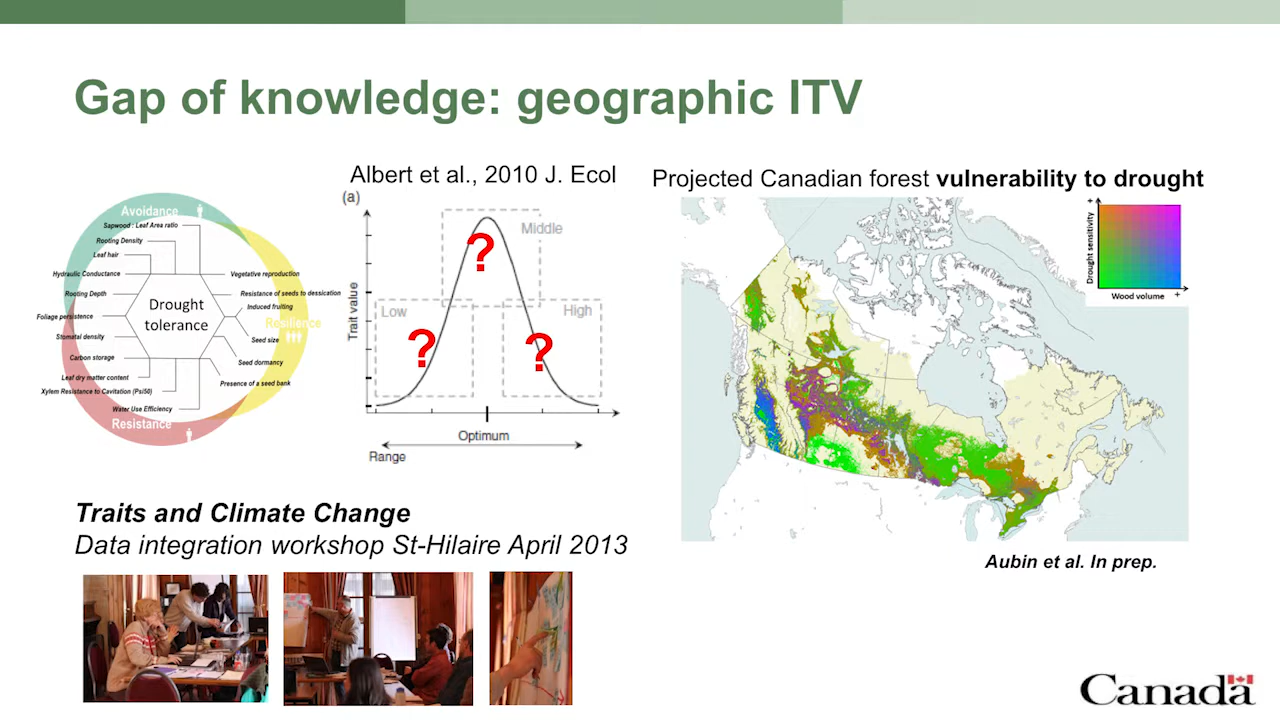 Gap of knowledge: geographic ITV
Avoidance
Sapwood : Leaf Area ratio
Rooting Density
Leaf hair
Hydraulic Conductance
Rooting Depth
Foliage persistence
Stomatal density
Carbon storage
Leaf dry matter content
Xylem Resistance to Cavitation (Psi50)
Water Use Efficiency
Resistance
Drought
tolerance
Vegetative reproduction
Resistance of seeds to dessication
Induced fruiting
Resilience
Seed size
Seed dormancy
Presence of a seed bank
Albert et al., 2010 J. Ecol
(a)
Middle
?
Low
High
?
?
Trait value
Optimum
Range
Projected Canadian forest vulnerability to drought
+
Drought sensitivity
-
Wood volume +
Aubin et al. In prep.
Traits and Climate Change
Data integration workshop St-Hilaire April 2013
Canada